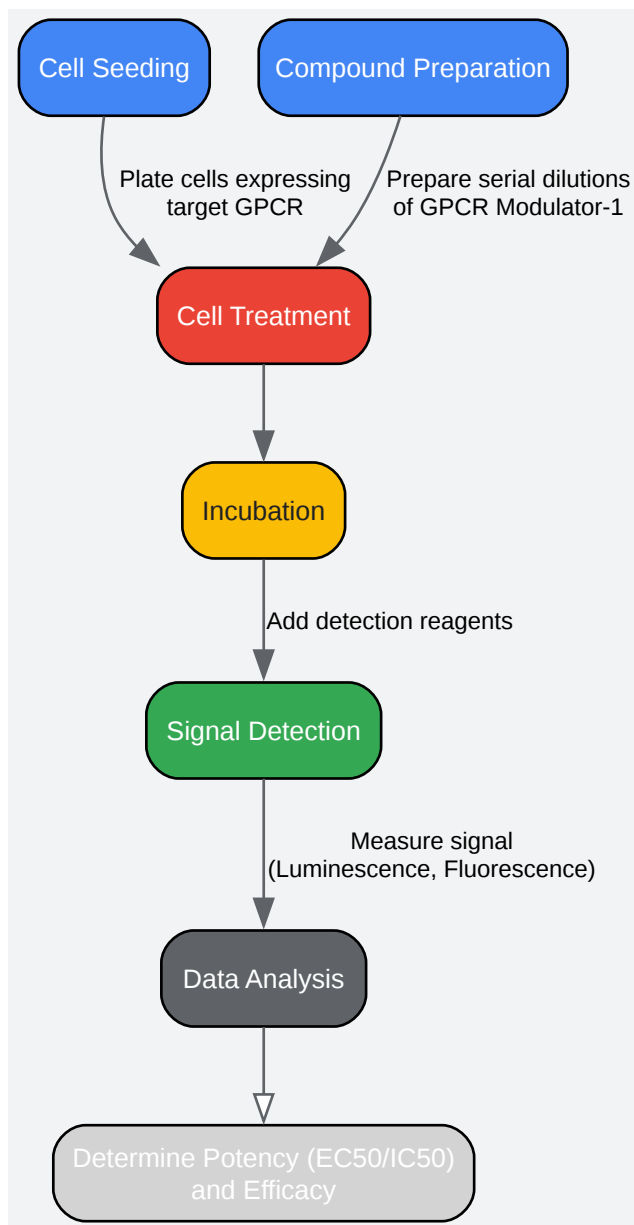 Cell Seeding
Compound Preparation
Plate cells expressing
target GPCR
Prepare serial dilutions
of GPCR Modulator-1
Cell Treatment
Incubation
Add detection reagents
Signal Detection
Measure signal
(Luminescence, Fluorescence)
Data Analysis
Determine Potency (EC50/IC50)
and Efficacy